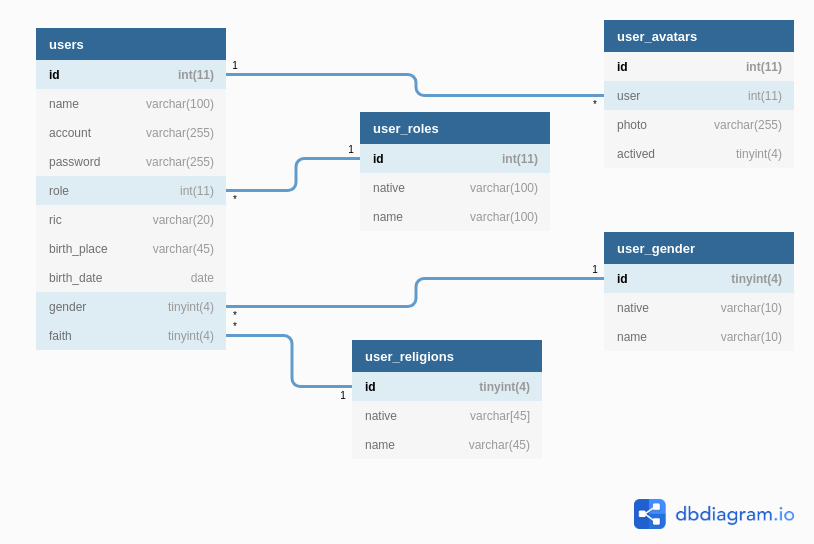 users
id int(11)
name varchar(100)
account varchar(255)
password varchar(255)
role int(11)
ric varchar(20)
birth_place varchar(45)
birth_date date
gender tinyint(4)
faith tinyint(4)
1
*
*
*
user_roles
1
id int(11)
native varchar(100)
name varchar(100)
user_religions
1
id tinyint(4)
native varchar[45]
name varchar(45)
user_avatars
id int(11)
user int(11)
*
photo varchar(255)
actived tinyint(4)
user_gender
1
id tinyint(4)
native varchar(10)
name varchar(10)
dbdiagram.io